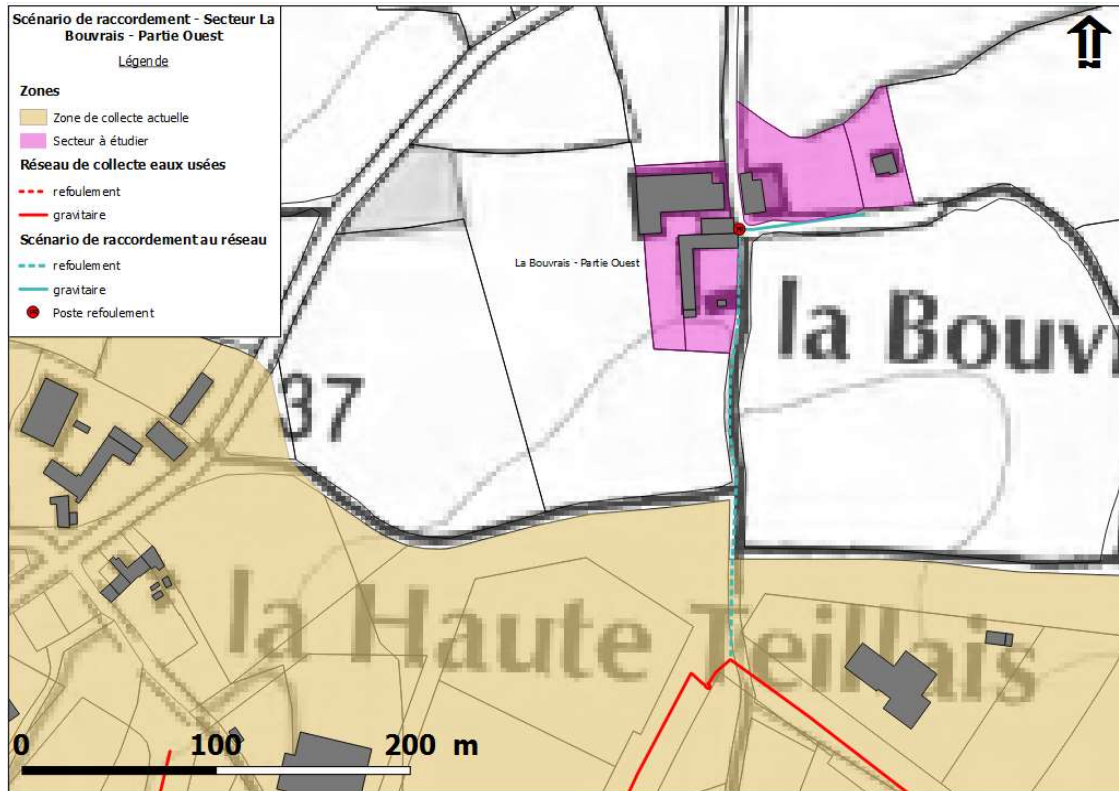 Scénario de raccordement - Secteur La
Bouvrais - Partie Ouest
Légende
Zones
Zone de collecte actuelle
Secteur à étudier
Réseau de collecte eaux usées
refoulement
gravitaire
Scénario de raccordement au réseau
refoulement
gravitaire
Poste refoulement
N
La Bouvrais - Partie Ouest
la Bouv
37
la Haute Teillais
0 100 200 m